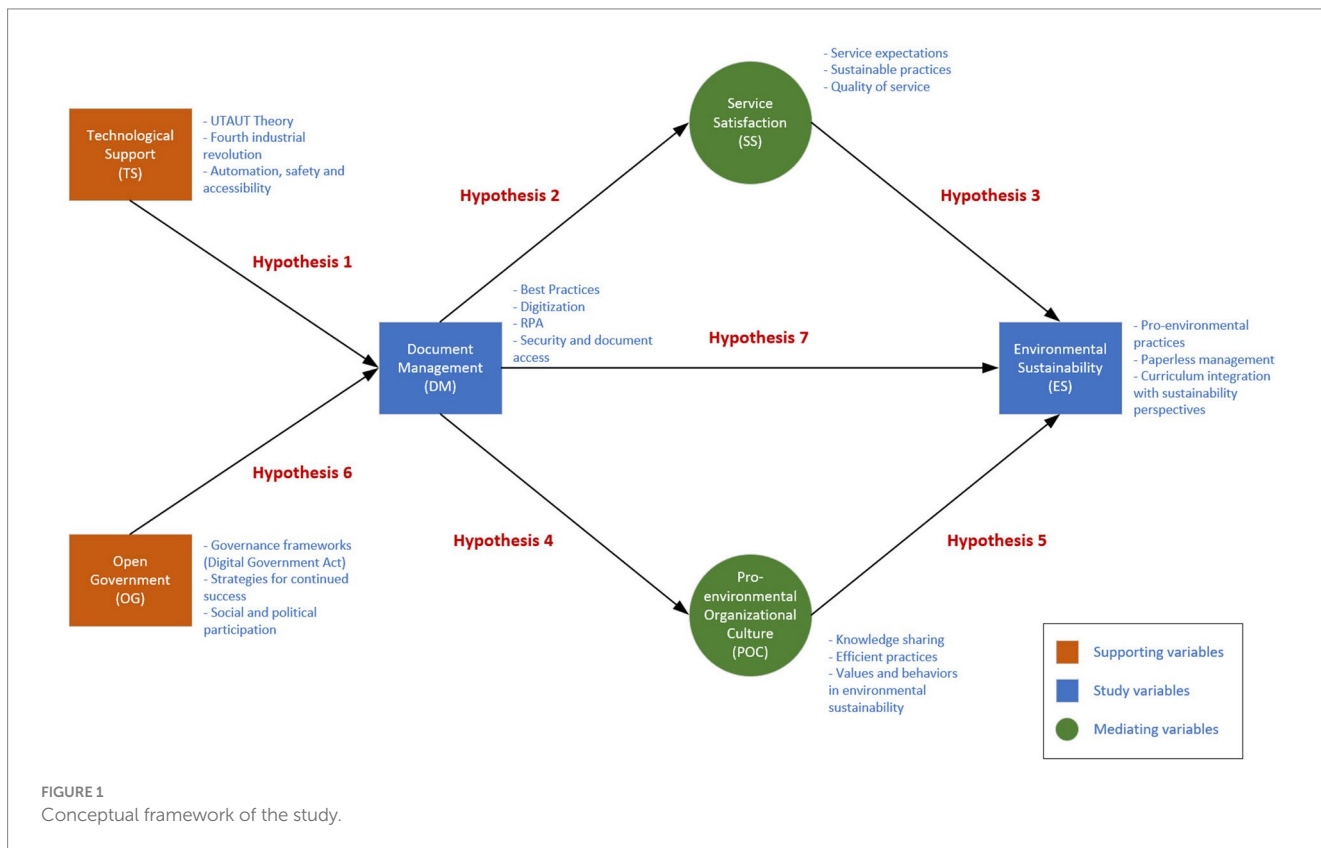 - Service expectations
- Sustainable practices
- Quality of service
Service
Satisfaction
(SS)
Technological
Support
(TS)
- UTAUT Theory
- Fourth industrial
revolution
- Automation, safety and
accessibility
Hypothesis 2
Hypothesis 3
Hypothesis 1
- Best Practices
- Digitization
- RPA
- Security and document
access
Document
Management
(DM)
Hypothesis 7
Environmental
Sustainability
(ES)
- Pro-environmental
practices
- Paperless management
- Curriculum integration
with sustainability
perspectives
Hypothesis 6
Hypothesis 4
Hypothesis 5
Open
Government
(OG)
- Governance frameworks
(Digital Government Act)
- Strategies for continued
success
- Social and political
participation
Pro-
environmental
Organizational
Culture
(POC)
- Knowledge sharing
- Efficient practices
- Values and behaviors
in environmental
sustainability
Supporting variables
Study variables
Mediating variables
FIGURE 1
Conceptual framework of the study.